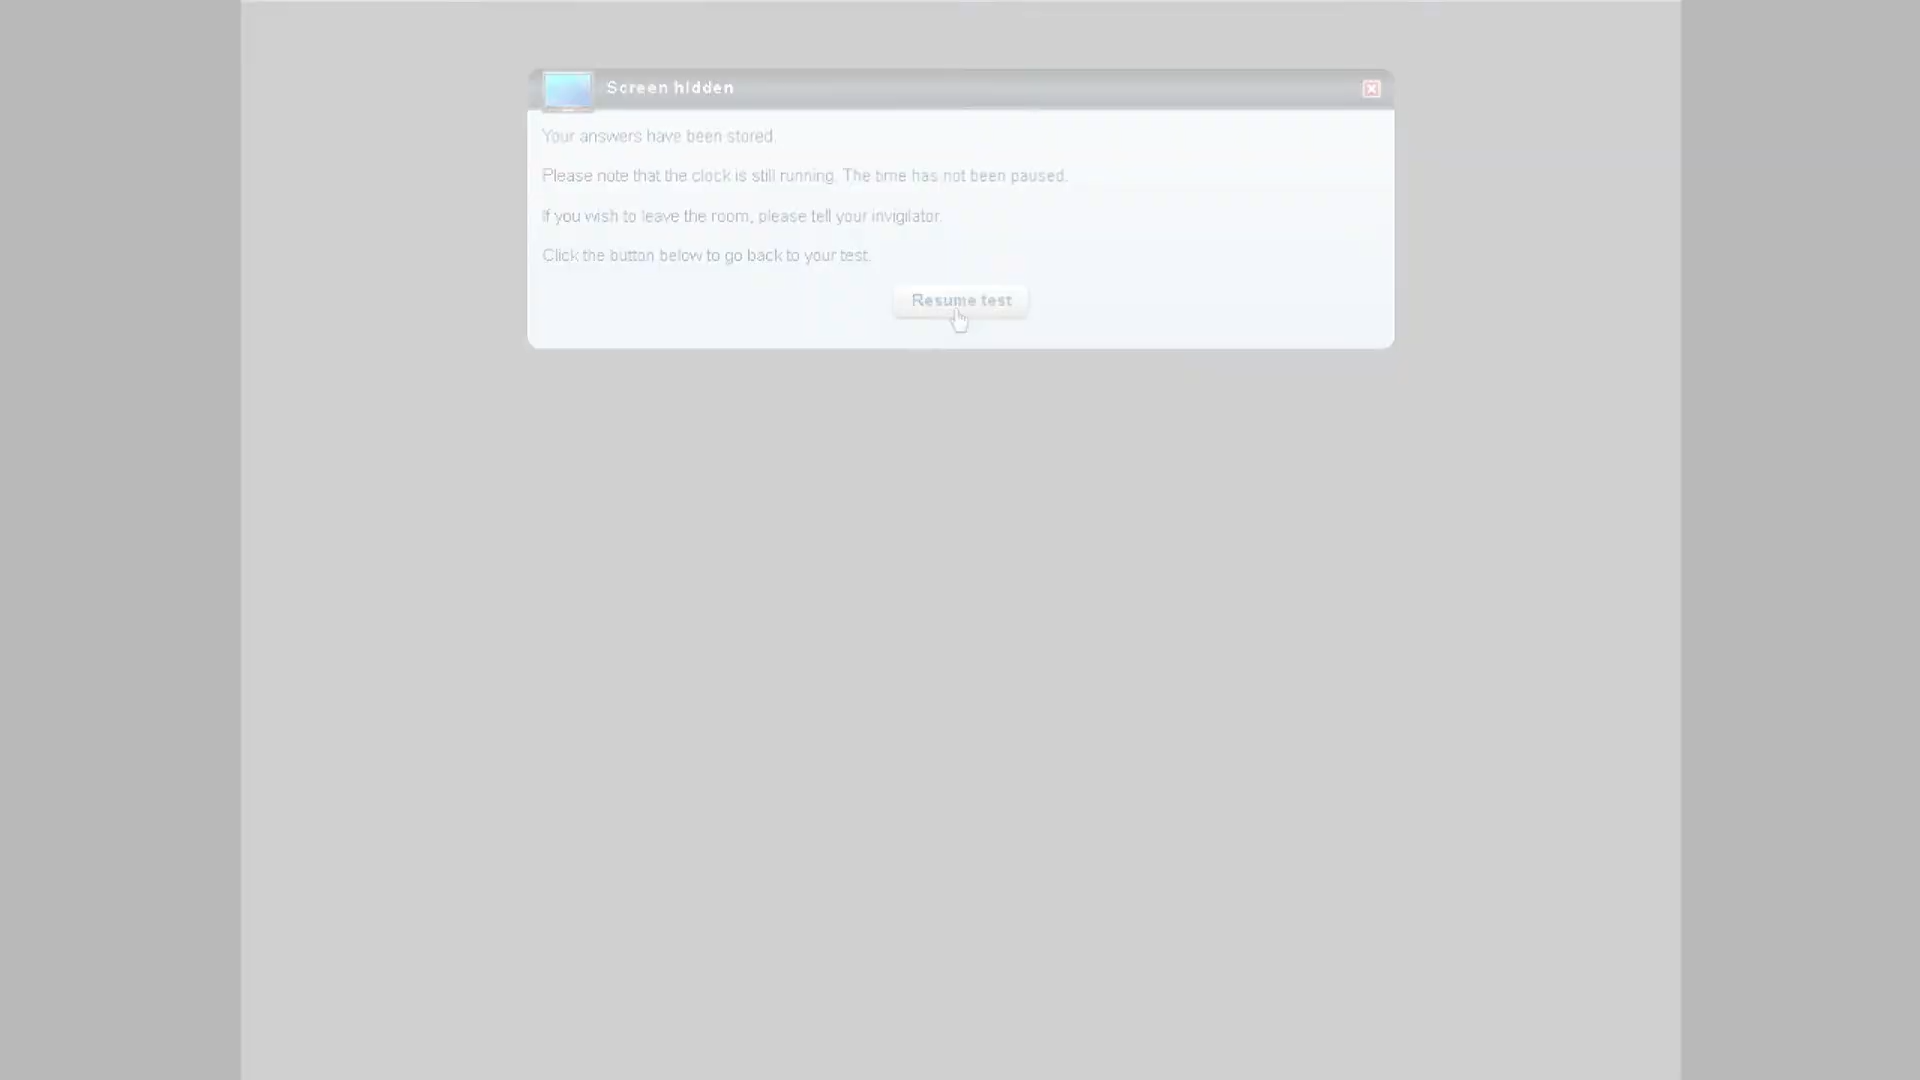 Screen hidden
Your answers have been stored.
Please note that the clock is still running. The time has not been paused.
If you wish to leave the room, please tell your invigilator.
Click the button below to go back to your test.
Resume test